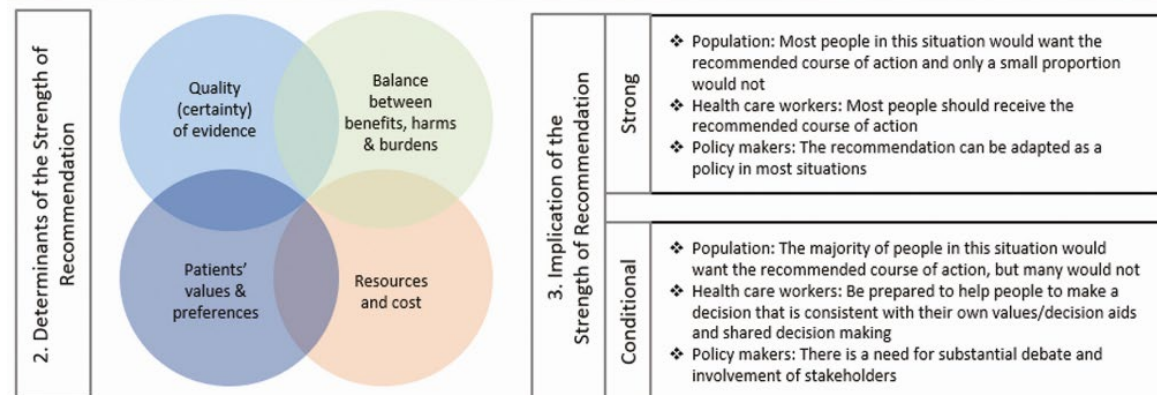 2. Determinants of the Strength of
Recommendation
Quality
(certainty)
of evidence
Balance
between
benefits, harms
& burdens
Patients'
values &
preferences
Resources
and cost
3. Implication of the
Strength of Recommendation
Strong
❖ Population: Most people in this situation would want the
recommended course of action and only a small proportion
would not
❖ Health care workers: Most people should receive the
recommended course of action
❖ Policy makers: The recommendation can be adapted as a
policy in most situations
Conditional
❖ Population: The majority of people in this situation would
want the recommended course of action, but many would not
❖ Health care workers: Be prepared to help people to make a
decision that is consistent with their own values/decision aids
and shared decision making
❖ Policy makers: There is a need for substantial debate and
involvement of stakeholders